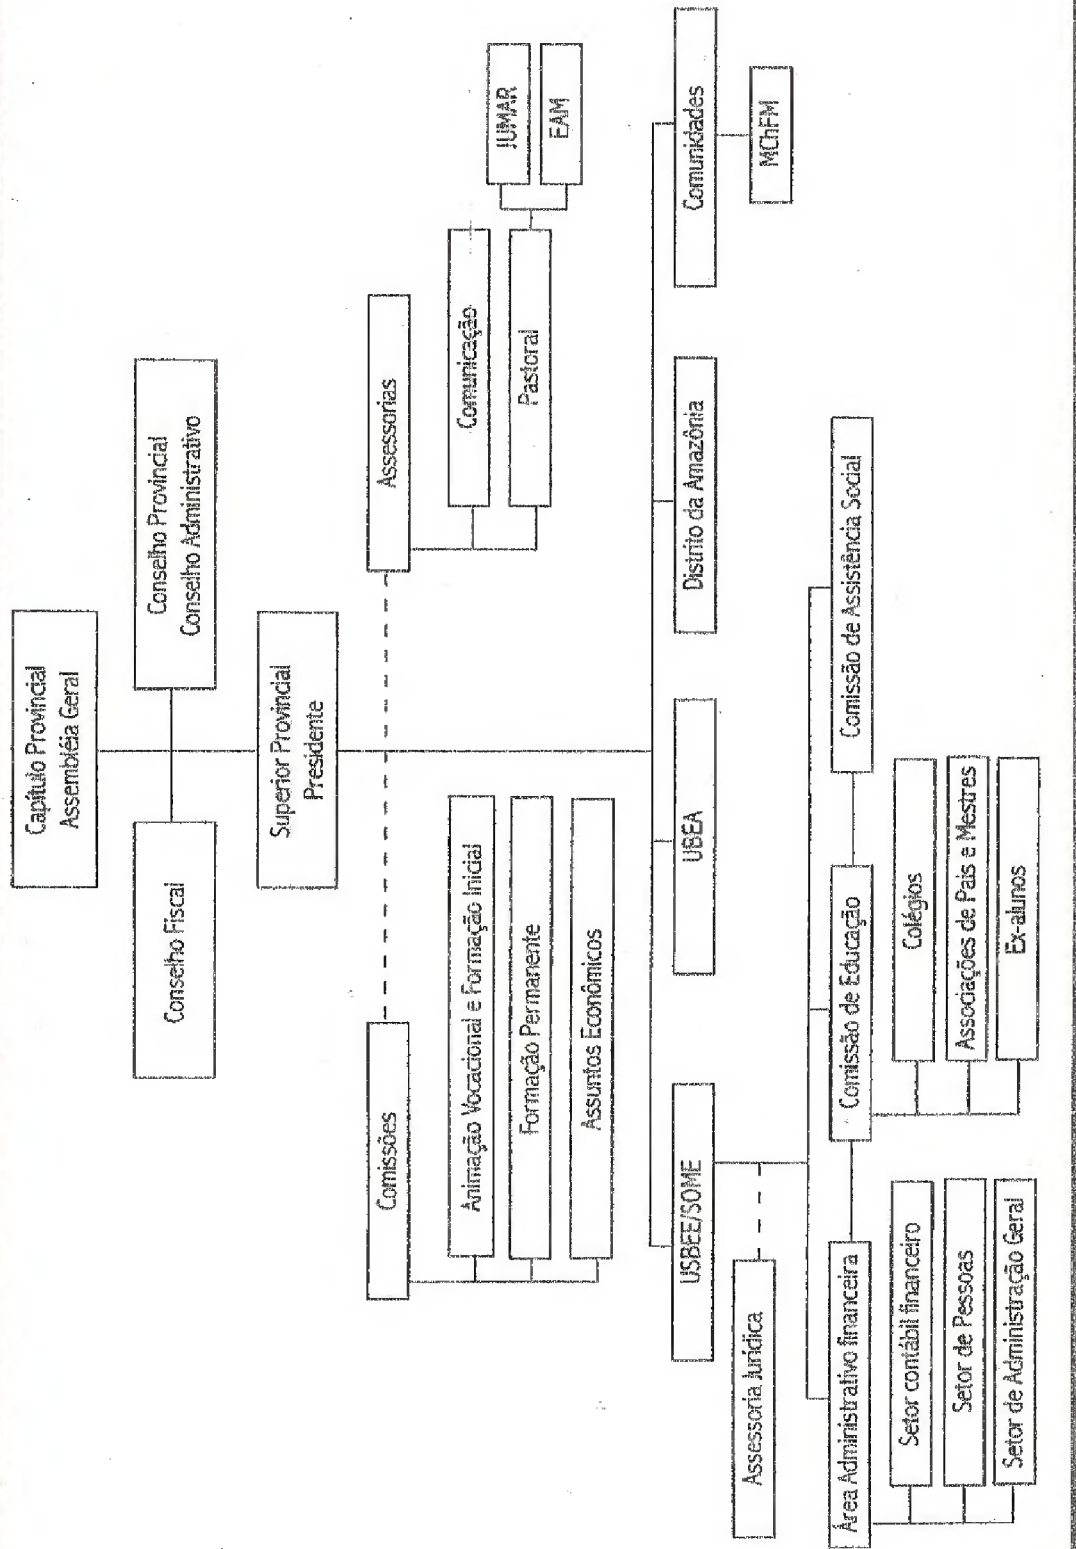 Capítulo Provincial
Assembléia Geral
Conselho Fiscal
Conselho Provincial
Conselho Administrativo
Superior Provincial
Presidente
Comissões
Animação Vocacional e Formação Inicial
Formação Permanente
Assuntos Econômicos
Assessorias
Comunicação
Pastoral
JUMAR
EAM
USBEE/SOME
UBEA
Distrito da Amazônia
Comunidades
MChFM
Assessoria Jurídica
Área Administrativo financeira
Setor contábil financeiro
Setor de Pessoas
Setor de Administração Geral
Comissão de Educação
Colégios
Associações de Pais e Mestres
Ex-alunos
Comissão de Assistência Social